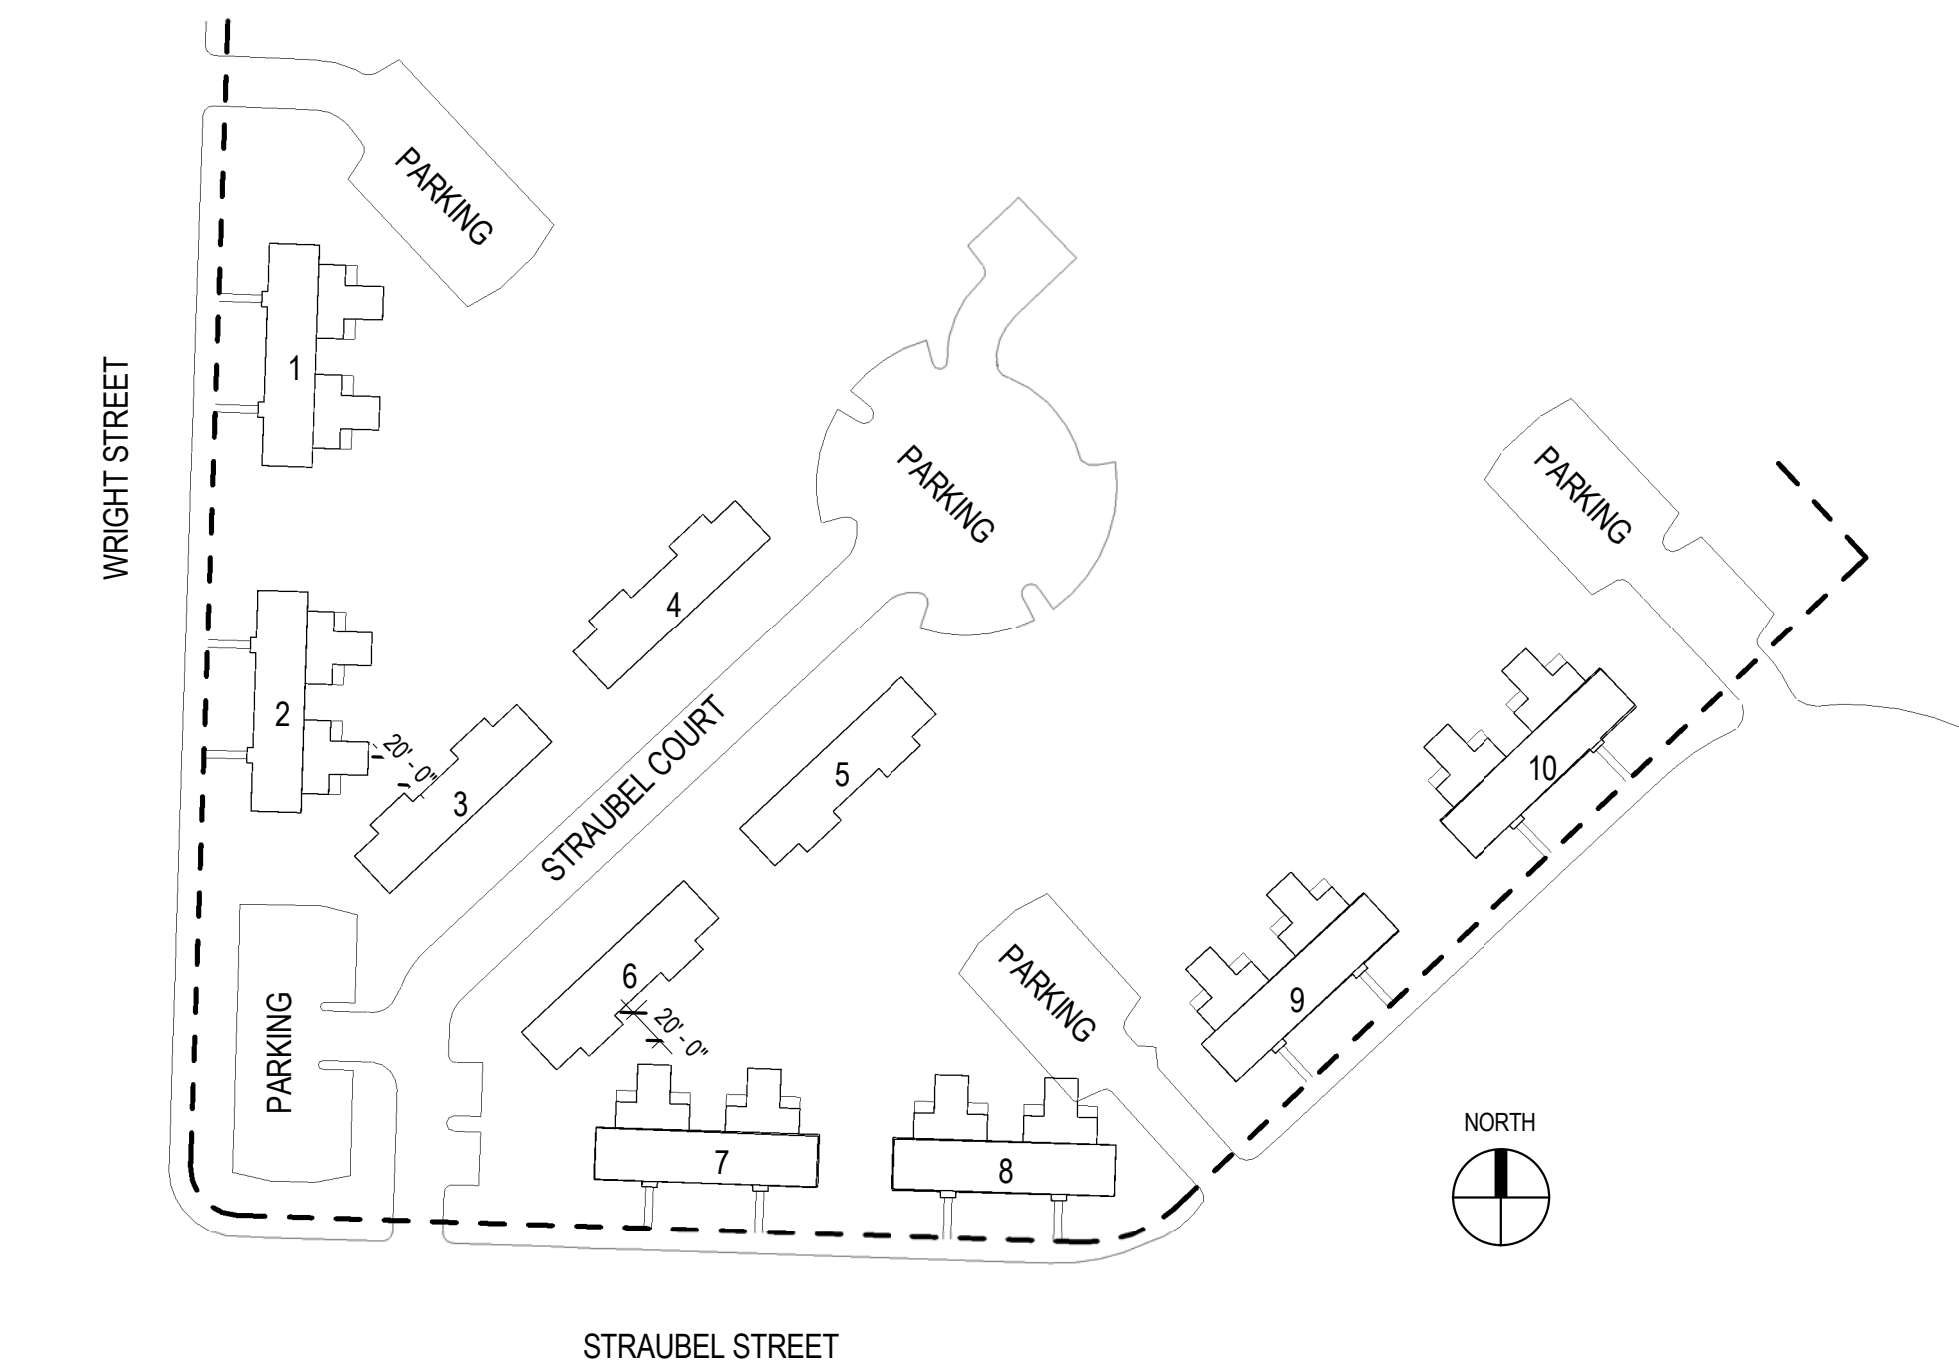 PARKING
1
WRIGHT STREET
PARKING
PARKING
4
2
20' - 0"
3
STRAUBEL COURT
5
10
6
20' - 0"
PARKING
9
PARKING
7
8
NORTH
STRAUBEL STREET